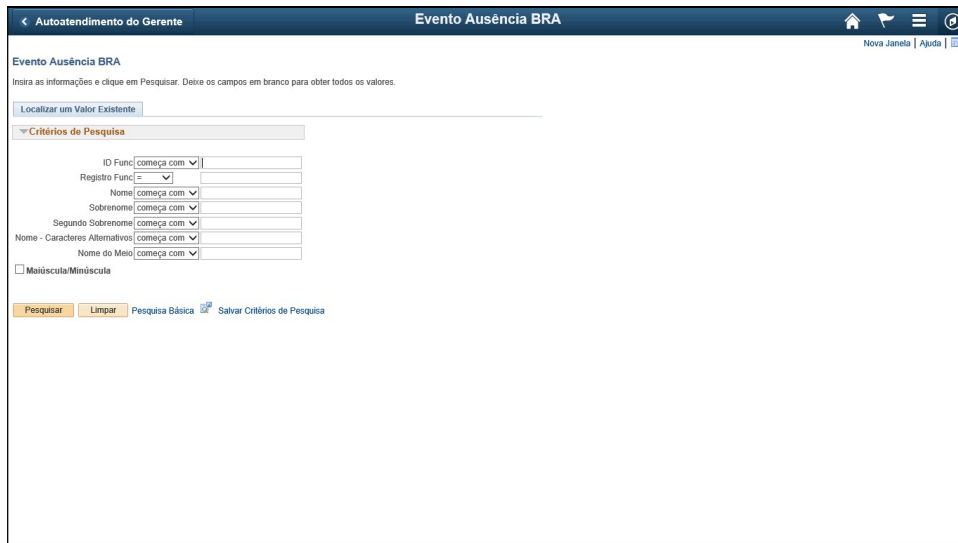 Autoatendimento do Gerente
Evento Ausência BRA
Nova Janela | Ajuda |
Evento Ausência BRA
Insira as informações e clique em Pesquisar. Deixe os campos em branco para obter todos os valores.
Localizar um Valor Existente
Critérios de Pesquisa
ID Func começa com
Registro Func =
Nome começa com
Sobrenome começa com
Segundo Sobrenome começa com
Nome - Caracteres Alternativos começa com
Nome do Meio começa com
Maiúscula/Minúscula
Pesquisar Limpar Pesquisa Básica Salvar Critérios de Pesquisa